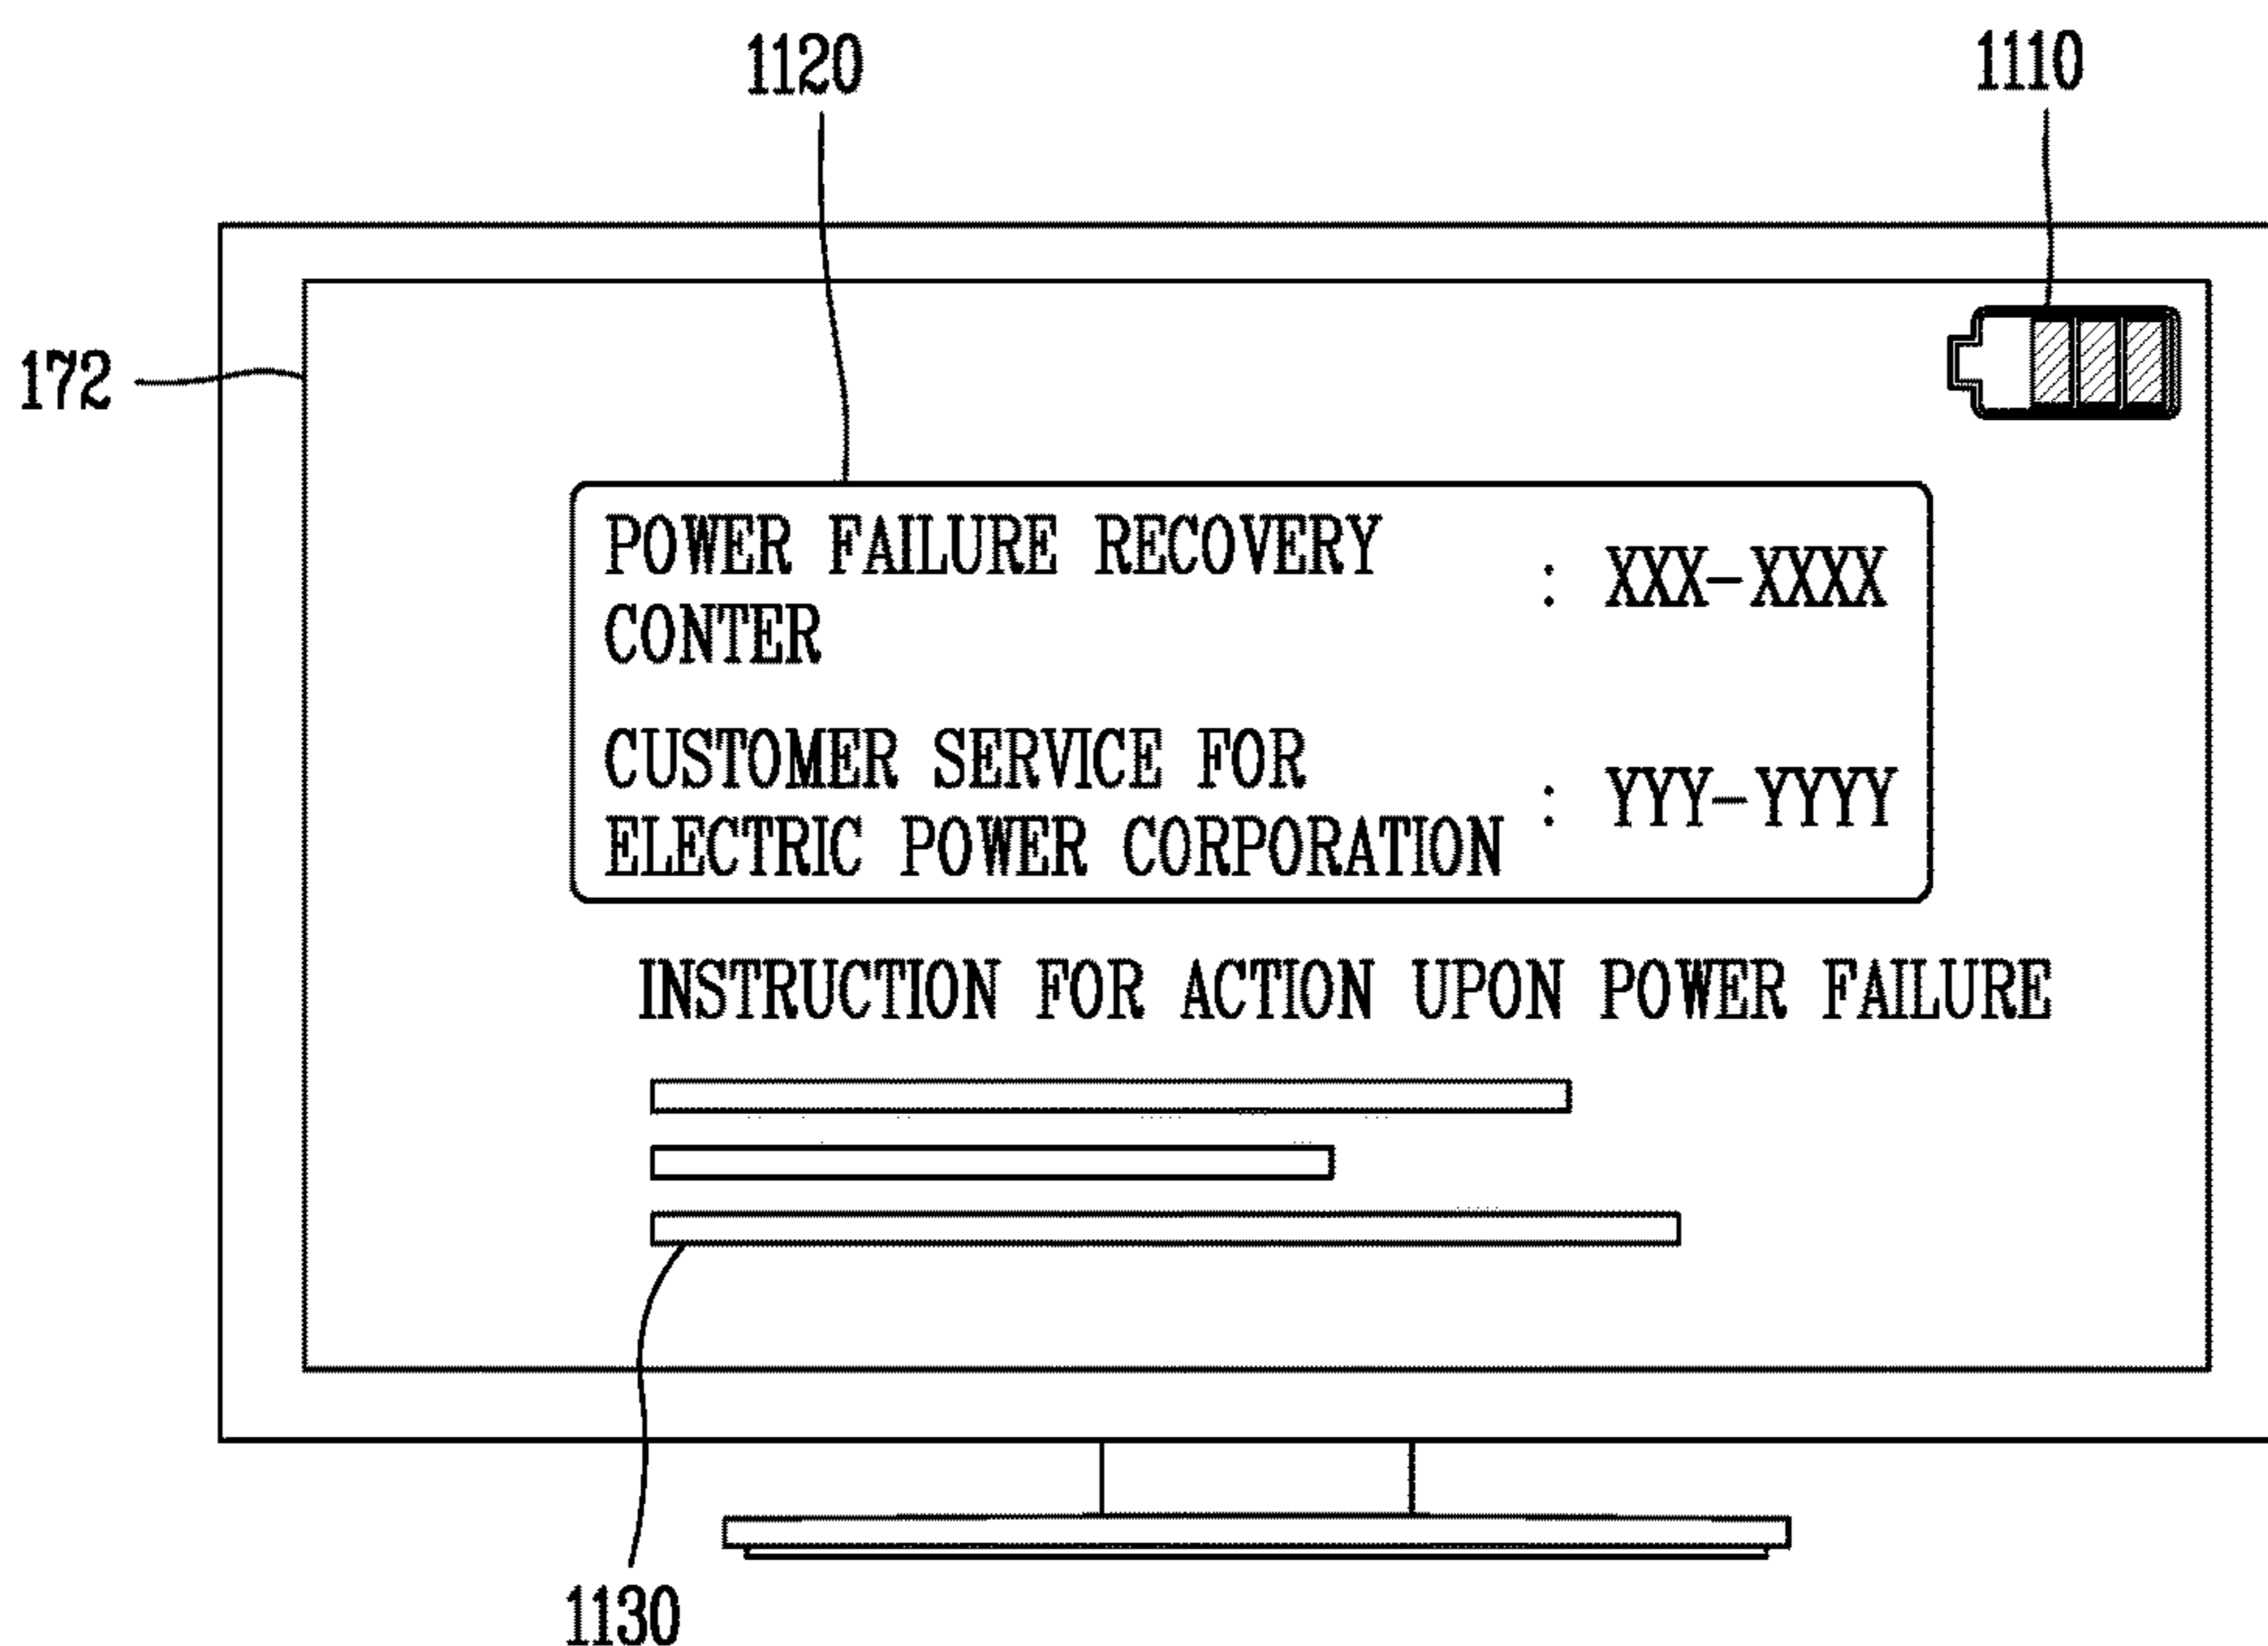 1120
1110
172
POWER FAILURE RECOVERY
CONTER
: XXX-XXXX
CUSTOMER SERVICE FOR
ELECTRIC POWER CORPORATION
: YYY-YYYY
INSTRUCTION FOR ACTION UPON POWER FAILURE
1130